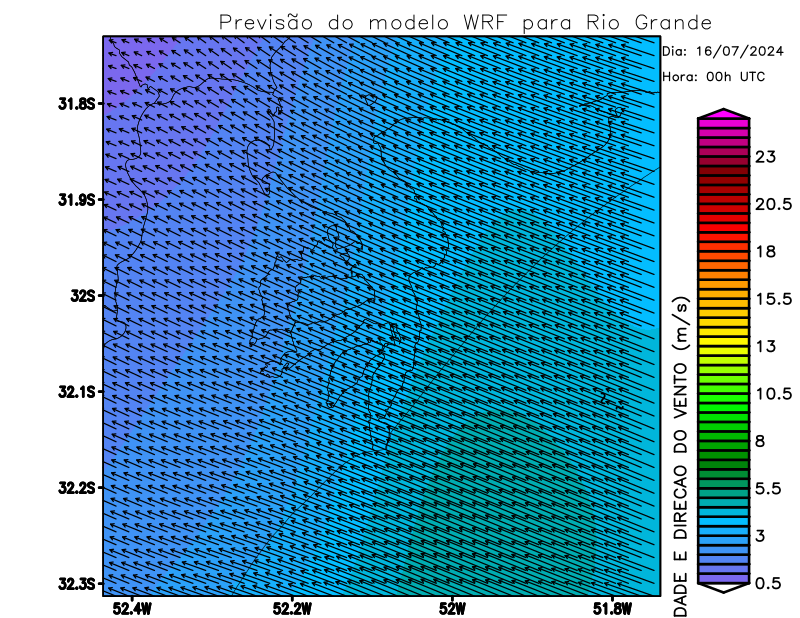 Previsão do modelo WRF para Rio Grande
Dia: 16/07/2024
Hora: 00h UTC
31.8S
31.9S
32S
32.1S
32.2S
32.3S
52.4W
52.2W
52W
51.8W
23
20.5
18
15.5
13
10.5
8
5.5
3
0.5
DADE E DIRECAO DO VENTO (m/s)